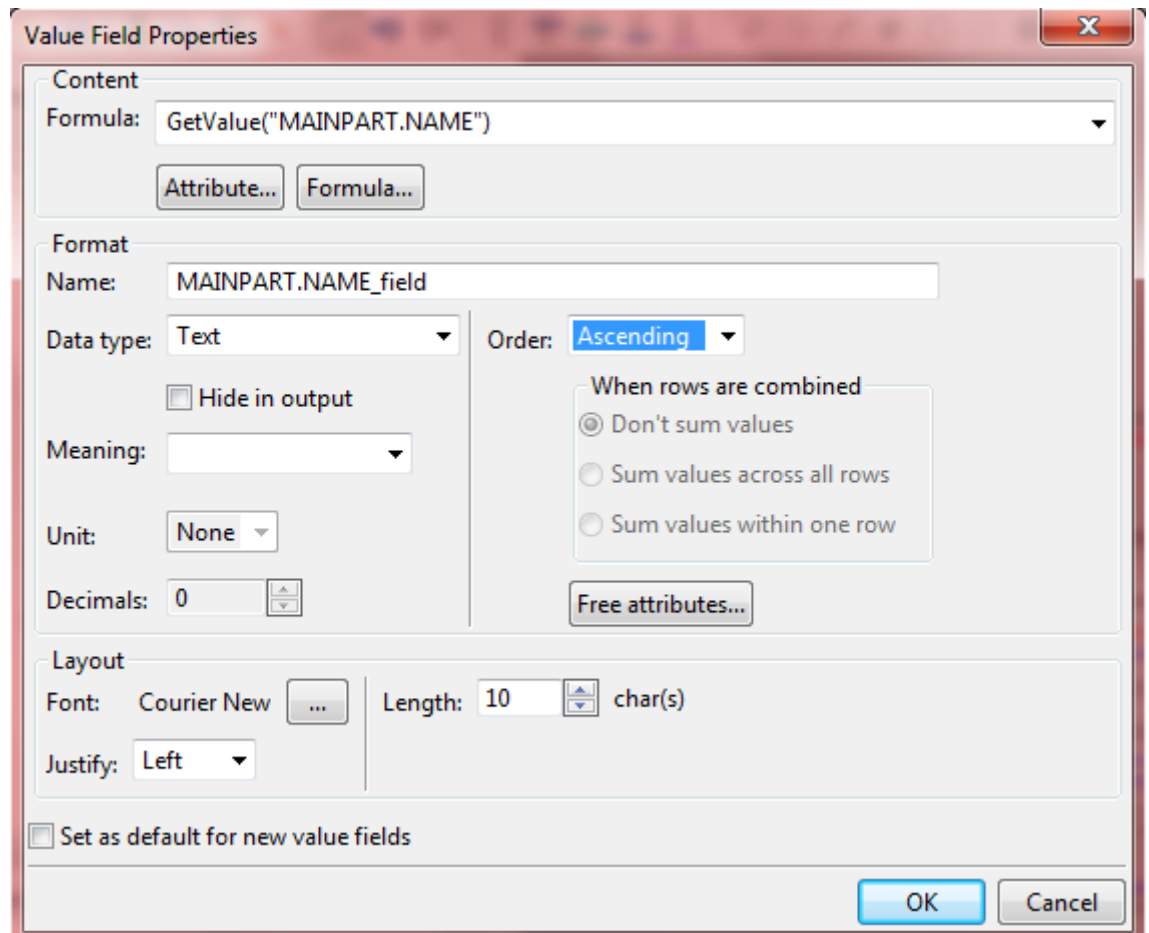 Value Field Properties
Content
Formula: GetValue("MAINPART.NAME")
Attribute... Formula...
Format
Name: MAINPART.NAME_field
Data type: Text Order: Ascending
Hide in output
When rows are combined
Don't sum values
Meaning:
Sum values across all rows
Unit: None
Sum values within one row
Decimals: 0
Free attributes...
Layout
Font: Courier New ... Length: 10 char(s)
Justify: Left
Set as default for new value fields
OK Cancel